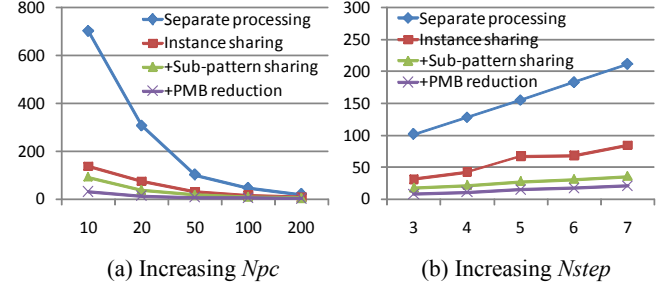 800
600
400
200
0
Separate processing
Instance sharing
+Sub-pattern sharing
+PMB reduction
10 20 50 100 200
(a) Increasing Npc
300
250
200
150
100
50
0
Separate processing
Instance sharing
+Sub-pattern sharing
+PMB reduction
3 4 5 6 7
(b) Increasing Nstep